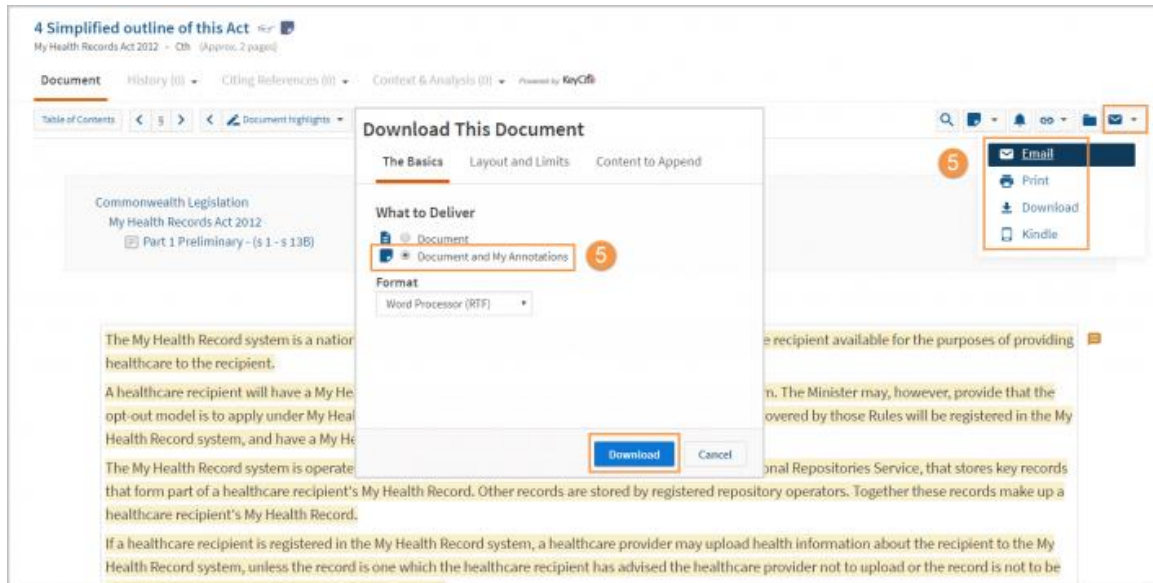 4 Simplified outline of this Act
My Health Records Act 2012 - Cth (Approx. 2 pages)
Document History (0) Citing References (0) Context & Analysis (0) Powered by KeyCite
Table of Contents § Document highlights
Download This Document
The Basics Layout and Limits Content to Append
What to Deliver
Document
Document and My Annotations
5
Format
Word Processor (RTF)
Download Cancel
5
Email
Print
Download
Kindle
Commonwealth Legislation
My Health Records Act 2012
Part 1 Preliminary - (s 1 - s 13B)
The My Health Record system is a nation e recipient available for the purposes of providing
healthcare to the recipient.
A healthcare recipient will have a My He n. The Minister may, however, provide that the
opt-out model is to apply under My Heal overed by those Rules will be registered in the My
Health Record system, and have a My He
The My Health Record system is operate onal Repositories Service, that stores key records
that form part of a healthcare recipient's My Health Record. Other records are stored by registered repository operators. Together these records make up a
healthcare recipient's My Health Record.
If a healthcare recipient is registered in the My Health Record system, a healthcare provider may upload health information about the recipient to the My
Health Record system, unless the record is one which the healthcare recipient has advised the healthcare provider not to upload or the record is not to be